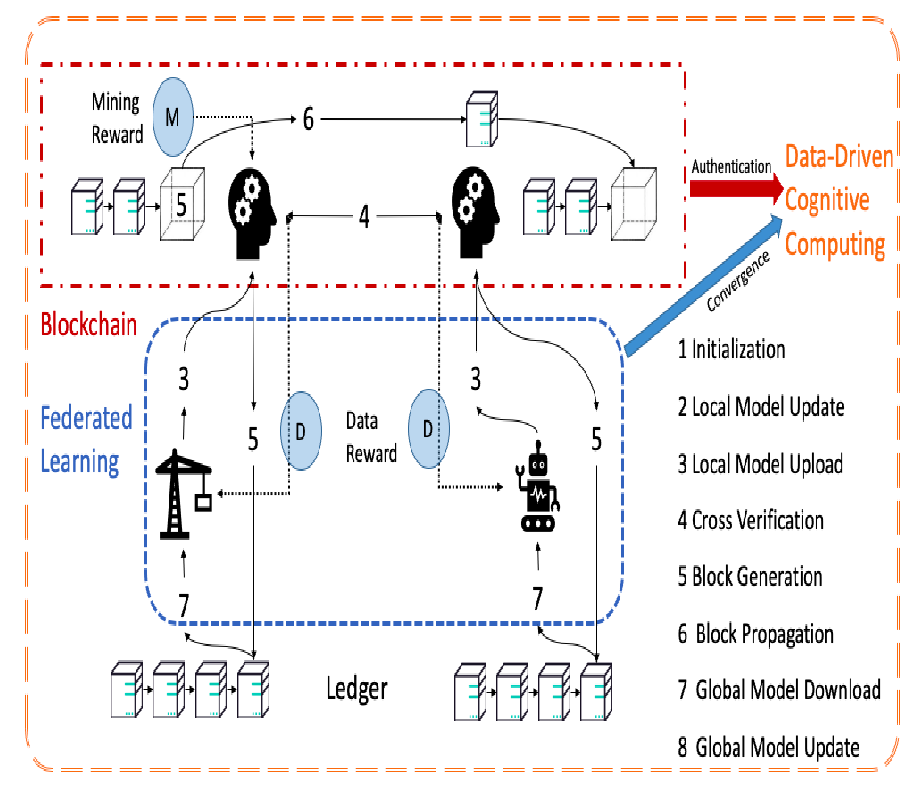 Mining
Reward
M
6
5
4
Authentication
Data-Driven
Cognitive
Computing
Convergence
Blockchain
Federated
Learning
3
5
D
Data
Reward
D
3
5
7
7
Ledger
1 Initialization
2 Local Model Update
3 Local Model Upload
4 Cross Verification
5 Block Generation
6 Block Propagation
7 Global Model Download
8 Global Model Update